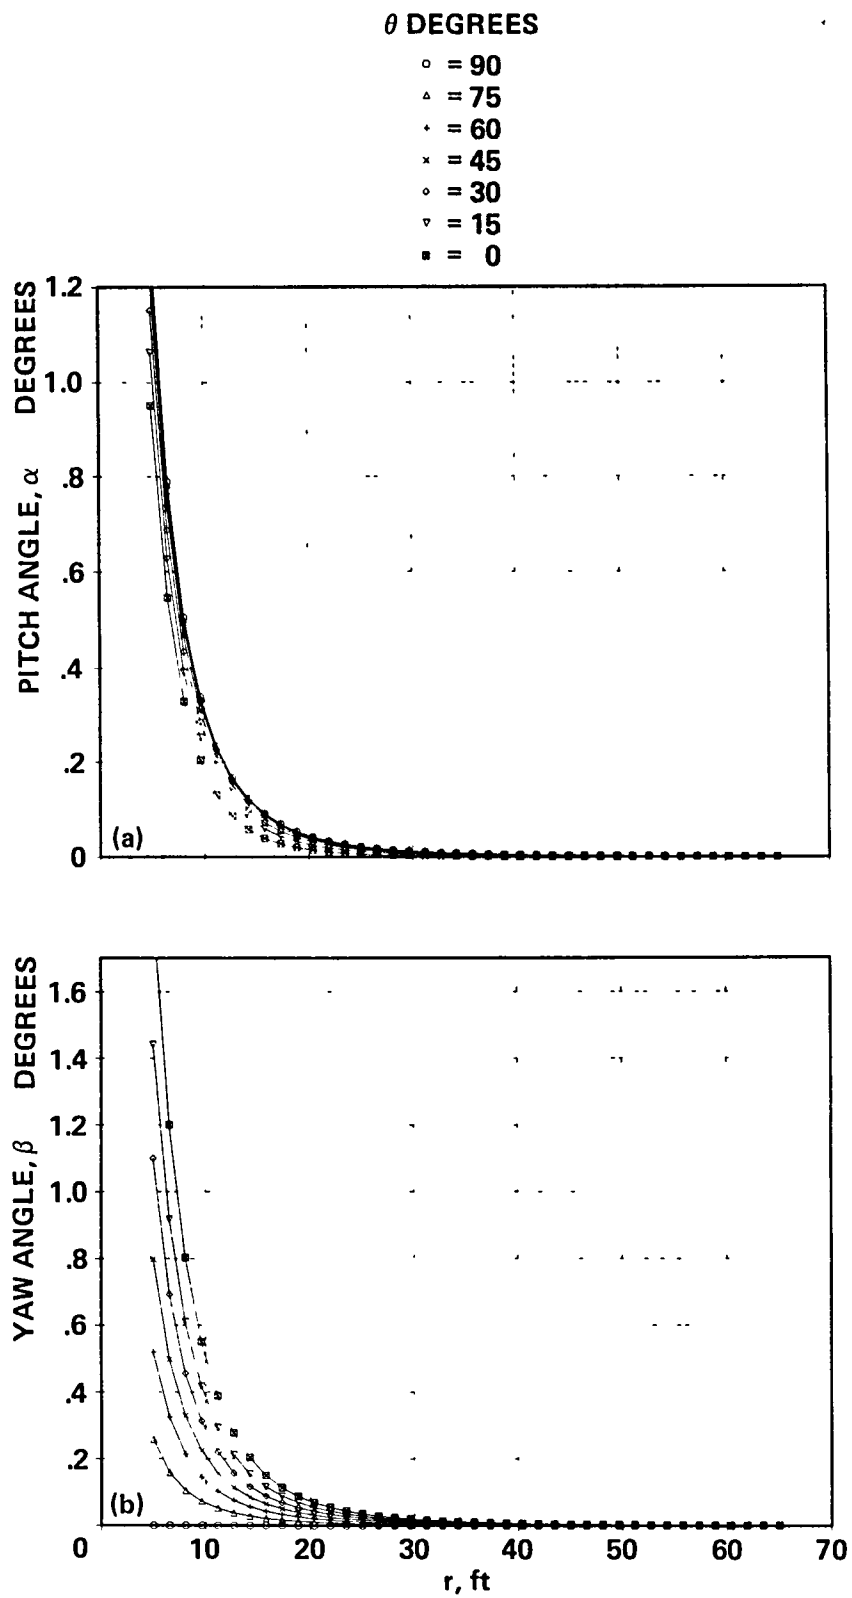 θ DEGREES
○ = 90
△ = 75
+ = 60
× = 45
◇ = 30
▽ = 15
⊠ = 0
PITCH ANGLE, α DEGREES
1.2
1.0
.8
.6
.4
.2
0
(a)
YAW ANGLE, β DEGREES
1.6
1.4
1.2
1.0
.8
.6
.4
.2
0
(b)
0 10 20 30 40 50 60 70
r, ft